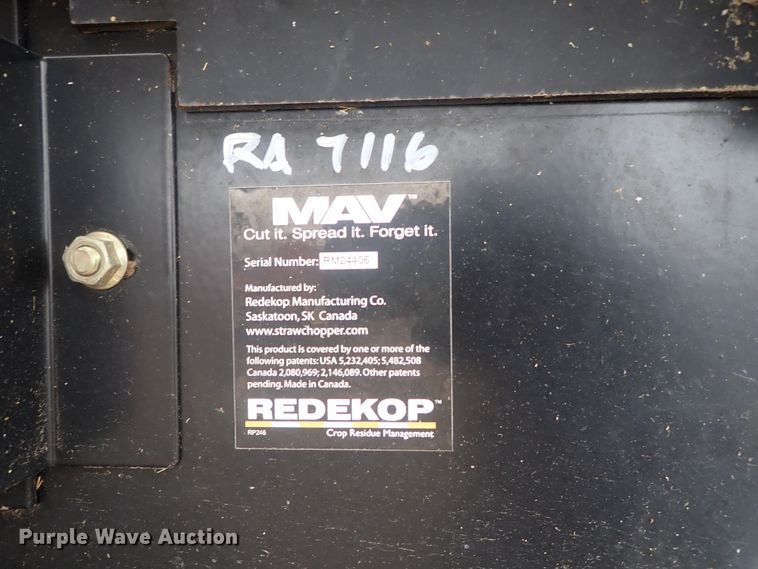 RA 7116
MAV™
Cut it. Spread it. Forget it.
Serial Number: RM24406
Manufactured by:
Redekop Manufacturing Co.
Saskatoon, SK Canada
www.strawchopper.com
This product is covered by one or more of the
following patents: USA 5,232,405; 5,482,508
Canada 2,080,969; 2,146,089. Other patents
pending. Made in Canada.
REDEKOP™
RP246 Crop Residue Management
Purple Wave Auction®